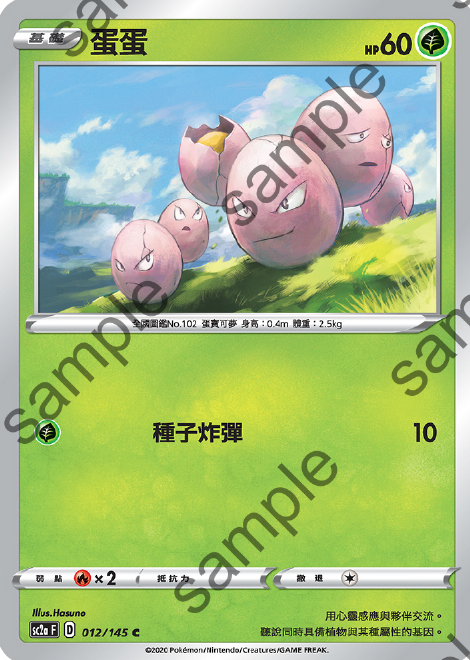 基礎 蛋蛋 HP60
全國圖鑑No.102 蛋寶可夢 身高：0.4m 體重：2.5kg
種子炸彈 10
弱點 ×2 抵抗力 撤退
Illus.Hasuno
sc2a F D 012/145 C
用心靈感應與夥伴交流。
聽說同時具備植物與某種屬性的基因。
©2020 Pokémon/Nintendo/Creatures/GAME FREAK.
sample
sample
sample
sample
sample
sample